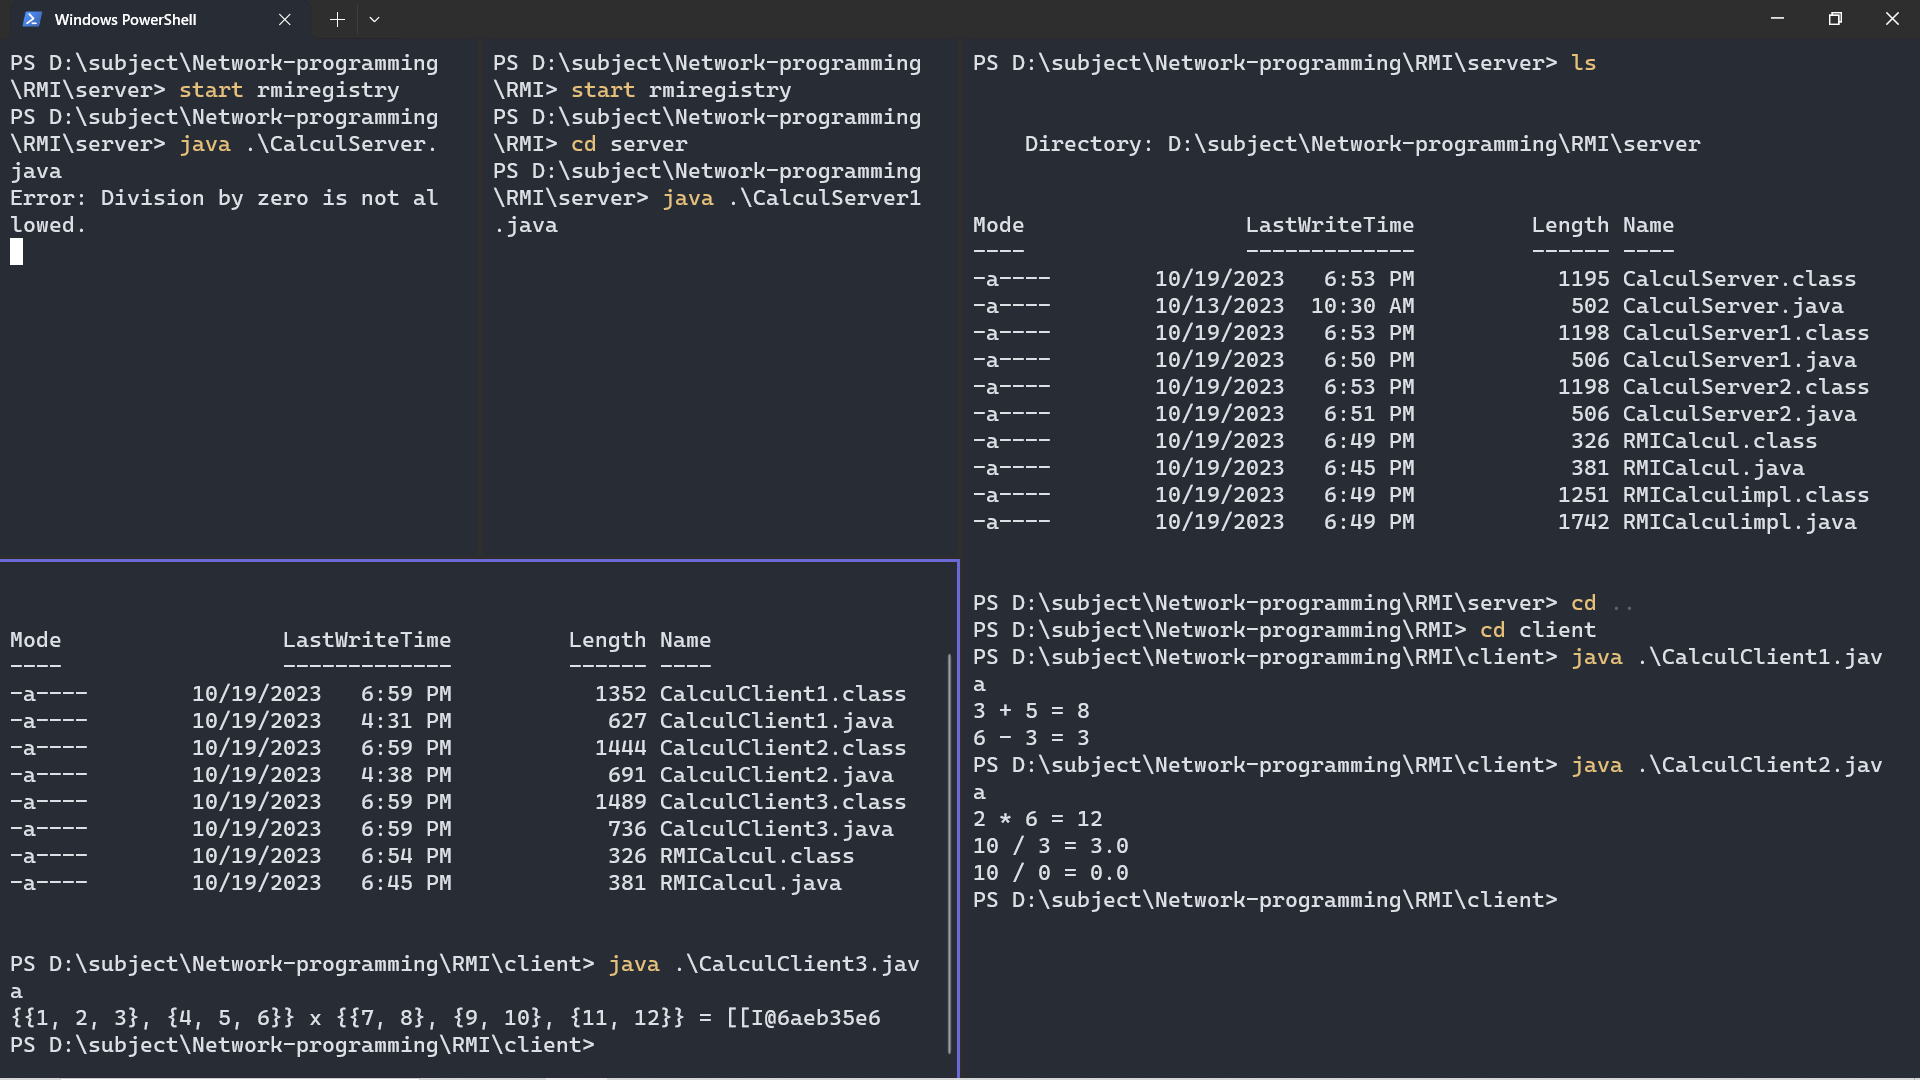 Windows PowerShell
PS D:\subject\Network-programming
\RMI\server> start rmiregistry
PS D:\subject\Network-programming
\RMI\server> java .\CalculServer.
java
Error: Division by zero is not al
lowed.
PS D:\subject\Network-programming
\RMI> start rmiregistry
PS D:\subject\Network-programming
\RMI> cd server
PS D:\subject\Network-programming
\RMI\server> java .\CalculServer1
.java
PS D:\subject\Network-programming\RMI\server> ls
Directory: D:\subject\Network-programming\RMI\server
Mode LastWriteTime Length Name
---- ------------- ------ ----
-a---- 10/19/2023 6:53 PM 1195 CalculServer.class
-a---- 10/13/2023 10:30 AM 502 CalculServer.java
-a---- 10/19/2023 6:53 PM 1198 CalculServer1.class
-a---- 10/19/2023 6:50 PM 506 CalculServer1.java
-a---- 10/19/2023 6:53 PM 1198 CalculServer2.class
-a---- 10/19/2023 6:51 PM 506 CalculServer2.java
-a---- 10/19/2023 6:49 PM 326 RMICalcul.class
-a---- 10/19/2023 6:45 PM 381 RMICalcul.java
-a---- 10/19/2023 6:49 PM 1251 RMICalculimpl.class
-a---- 10/19/2023 6:49 PM 1742 RMICalculimpl.java
PS D:\subject\Network-programming\RMI\server> cd ..
PS D:\subject\Network-programming\RMI> cd client
PS D:\subject\Network-programming\RMI\client> java .\CalculClient1.jav
a
3 + 5 = 8
6 - 3 = 3
PS D:\subject\Network-programming\RMI\client> java .\CalculClient2.jav
a
2 * 6 = 12
10 / 3 = 3.0
10 / 0 = 0.0
PS D:\subject\Network-programming\RMI\client>
Mode LastWriteTime Length Name
---- ------------- ------ ----
-a---- 10/19/2023 6:59 PM 1352 CalculClient1.class
-a---- 10/19/2023 4:31 PM 627 CalculClient1.java
-a---- 10/19/2023 6:59 PM 1444 CalculClient2.class
-a---- 10/19/2023 4:38 PM 691 CalculClient2.java
-a---- 10/19/2023 6:59 PM 1489 CalculClient3.class
-a---- 10/19/2023 6:59 PM 736 CalculClient3.java
-a---- 10/19/2023 6:54 PM 326 RMICalcul.class
-a---- 10/19/2023 6:45 PM 381 RMICalcul.java
PS D:\subject\Network-programming\RMI\client> java .\CalculClient3.jav
a
{{1, 2, 3}, {4, 5, 6}} x {{7, 8}, {9, 10}, {11, 12}} = [[I@6aeb35e6
PS D:\subject\Network-programming\RMI\client>